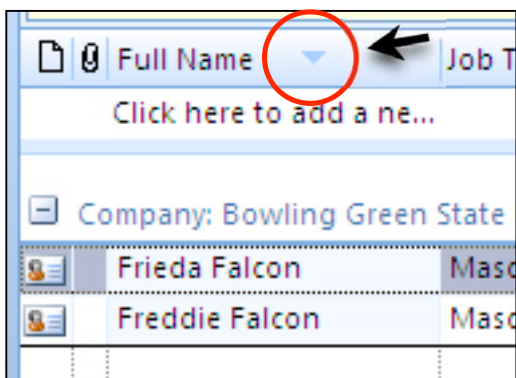 Full Name Job T
Click here to add a ne...
Company: Bowling Green State
Frieda Falcon Masc
Freddie Falcon Masc